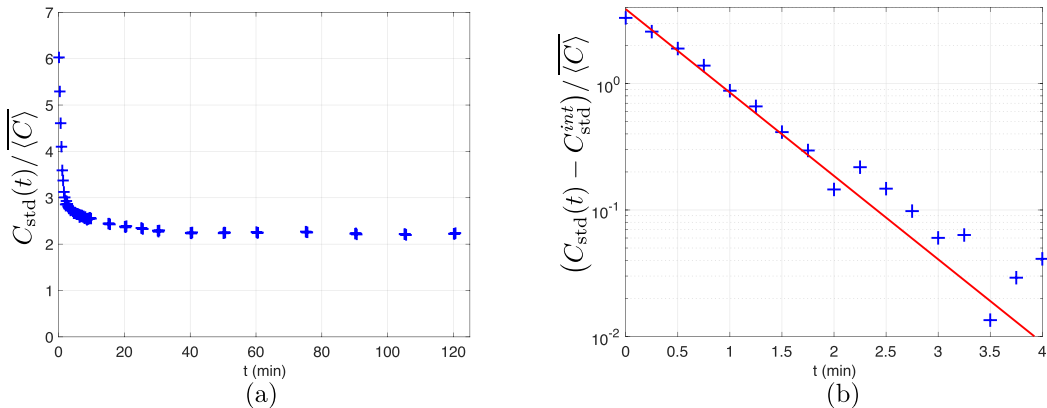 7
6
5
4
3
2
1
0
C_std(t)/ \overline{⟨C⟩}
0 20 40 60 80 100 120
t (min)
(a)
10^0
10^-1
10^-2
(C_std(t) − C_std^int)/ \overline{⟨C⟩}
0 0.5 1 1.5 2 2.5 3 3.5 4
t (min)
(b)